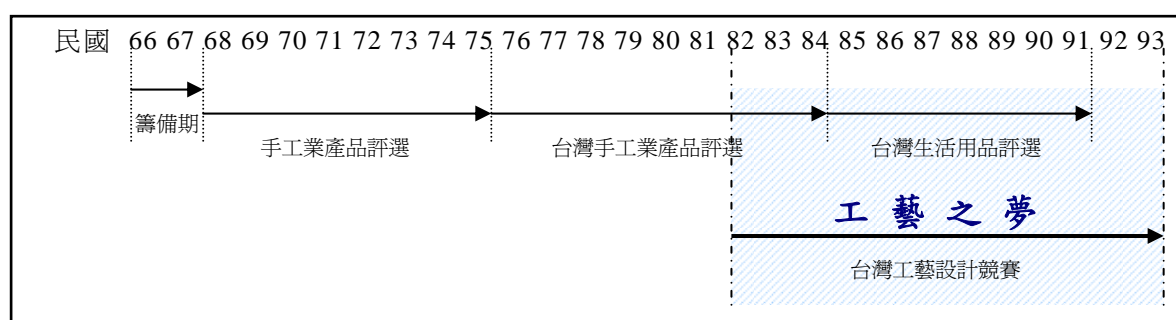 民國 66 67 68 69 70 71 72 73 74 75 76 77 78 79 80 81 82 83 84 85 86 87 88 89 90 91 92 93
籌備期
手工業產品評選 台灣手工業產品評選 台灣生活用品評選
工藝之夢
台灣工藝設計競賽